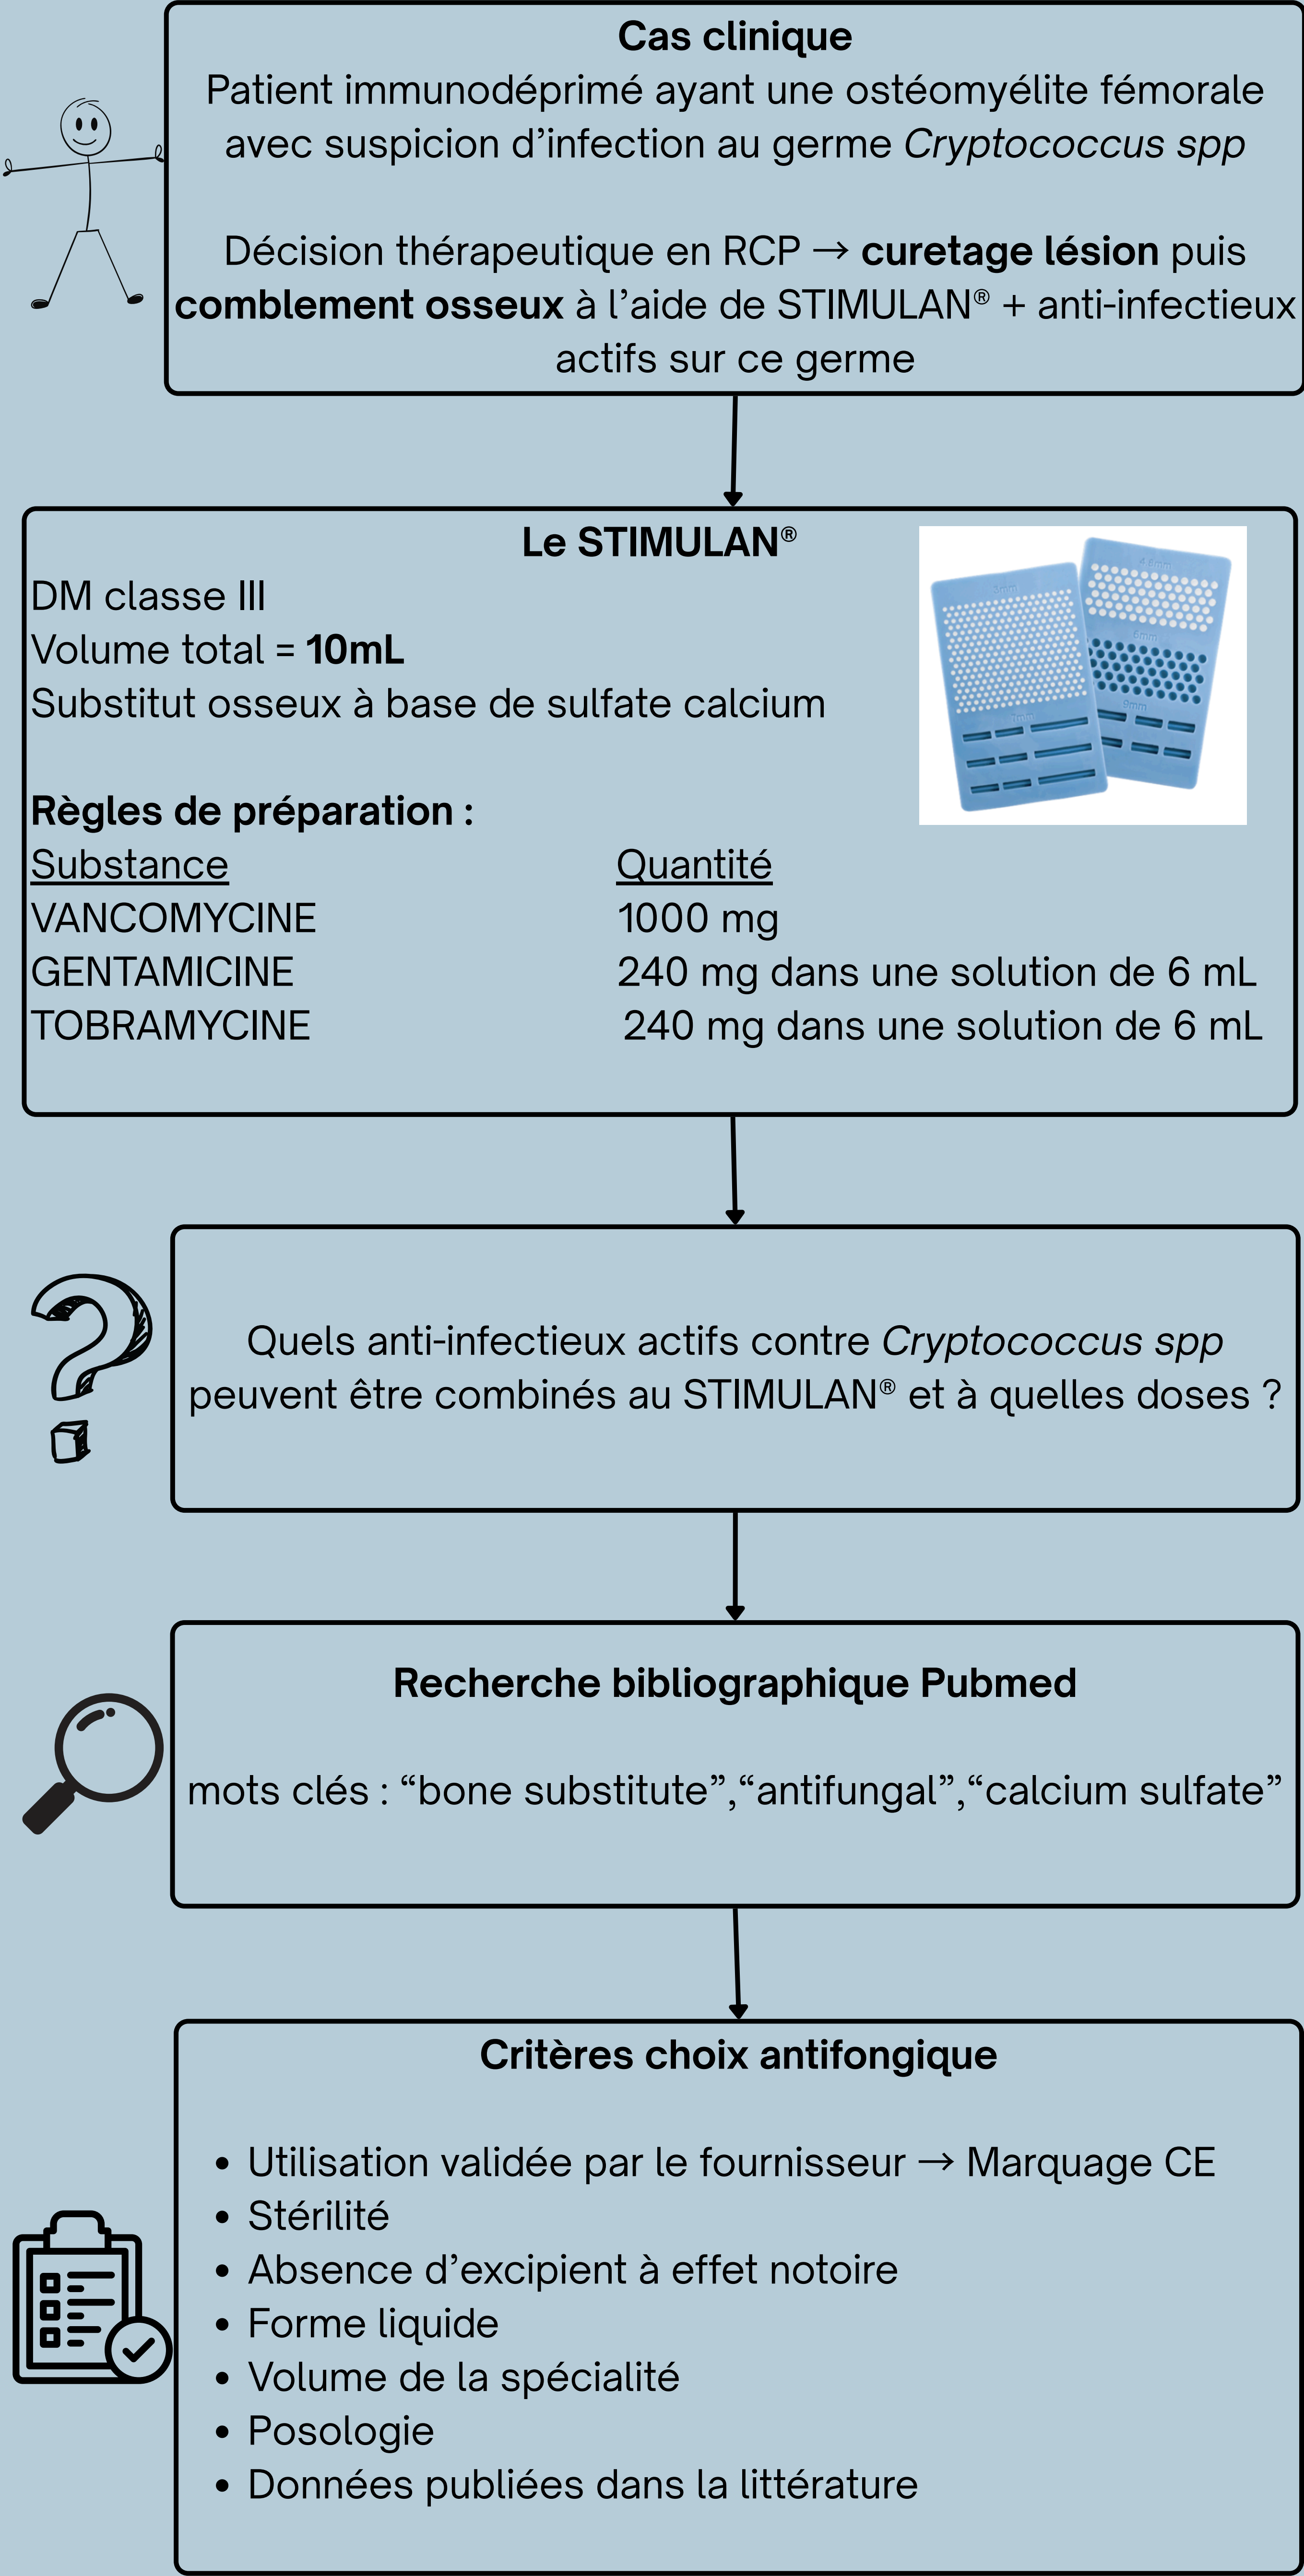 Cas clinique
Patient immunodéprimé ayant une ostéomyélite fémorale
avec suspicion d’infection au germe Cryptococcus spp
Décision thérapeutique en RCP → curetage lésion puis
comblement osseux à l’aide de STIMULAN® + anti-infectieux
actifs sur ce germe
Le STIMULAN®
DM classe III
Volume total = 10mL
Substitut osseux à base de sulfate calcium
Règles de préparation :
Substance Quantité
VANCOMYCINE 1000 mg
GENTAMICINE 240 mg dans une solution de 6 mL
TOBRAMYCINE 240 mg dans une solution de 6 mL
3mm
4.8mm
6mm
9mm
Quels anti-infectieux actifs contre Cryptococcus spp
peuvent être combinés au STIMULAN® et à quelles doses ?
Recherche bibliographique Pubmed
mots clés : “bone substitute”,“antifungal”,“calcium sulfate”
Critères choix antifongique
• Utilisation validée par le fournisseur → Marquage CE
• Stérilité
• Absence d’excipient à effet notoire
• Forme liquide
• Volume de la spécialité
• Posologie
• Données publiées dans la littérature